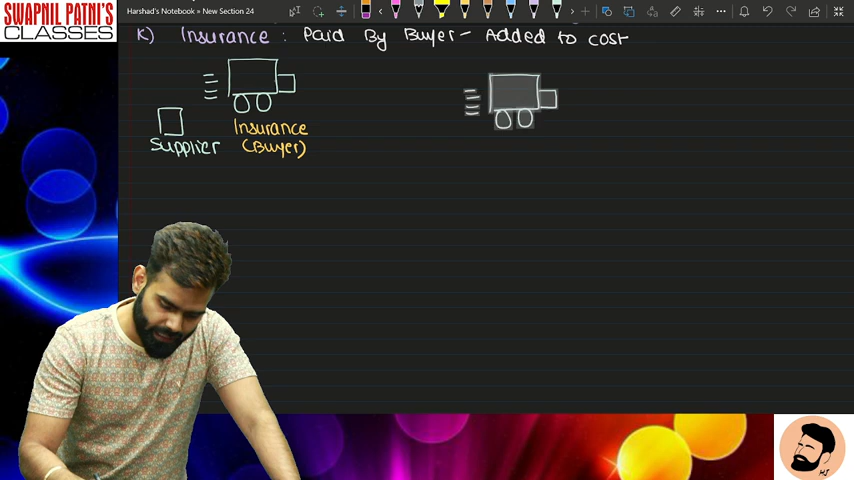 SWAPNIL PATNI'S
CLASSES
Harshad's Notebook » New Section 24
K) Insurance : Paid By Buyer - Added to cost
Supplier
Insurance
(Buyer)